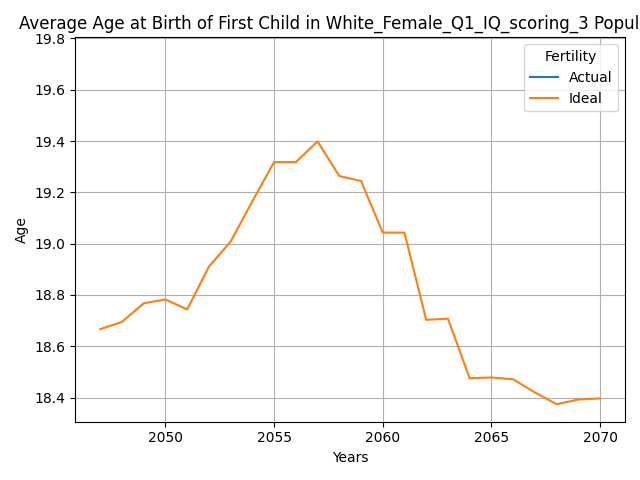 Average Age at Birth of First Child in White_Female_Q1_IQ_scoring_3 Popul
19.8
19.6
19.4
19.2
19.0
18.8
18.6
18.4
Age
Fertility
Actual
Ideal
2050 2055 2060 2065 2070
Years